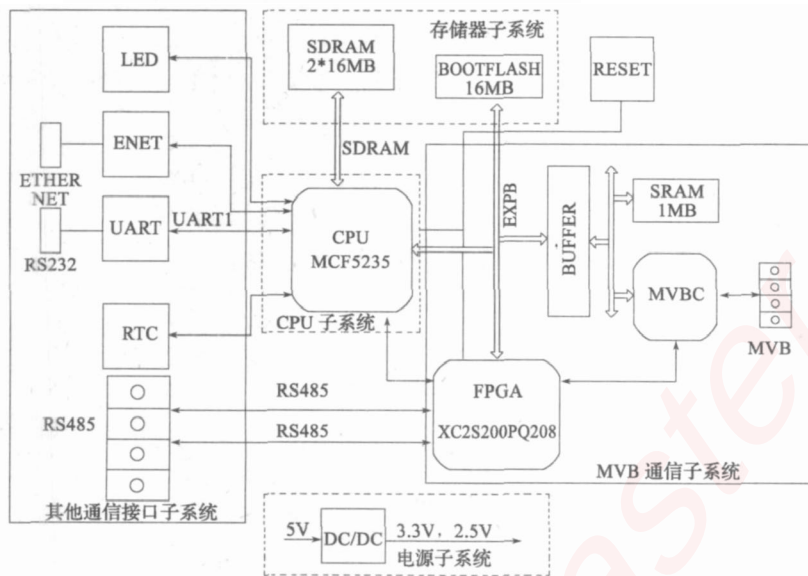 存储器子系统
SDRAM
2*16MB
BOOTFLASH
16MB
RESET
LED
ENET
ETHER
NET
UART
UART1
RS232
RTC
SDRAM
CPU
MCF5235
CPU 子系统
EXPB
BUFFER
SRAM
1MB
MVBC
MVB
RS485
RS485
RS485
FPGA
XC2S200PQ208
MVB 通信子系统
其他通信接口子系统
5V
DC/DC
3.3V，2.5V
电源子系统